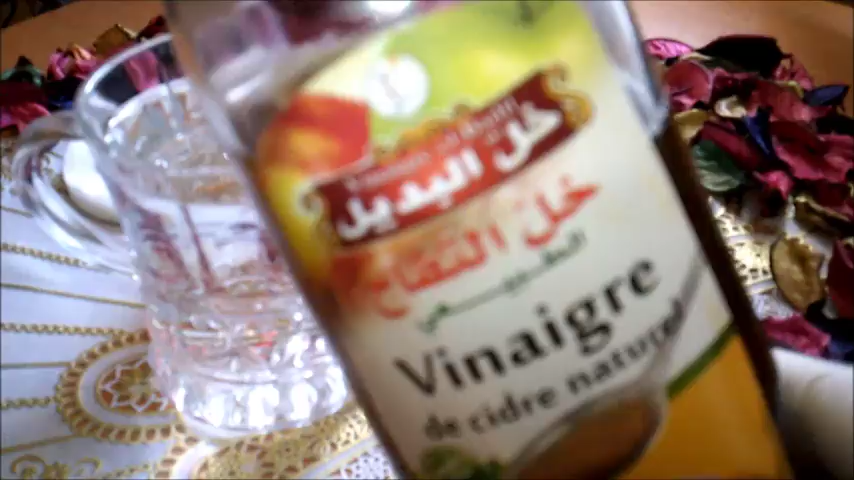 خلّ البديل
خلّ التفاح
الطبيعي
Vinaigre
de cidre naturel